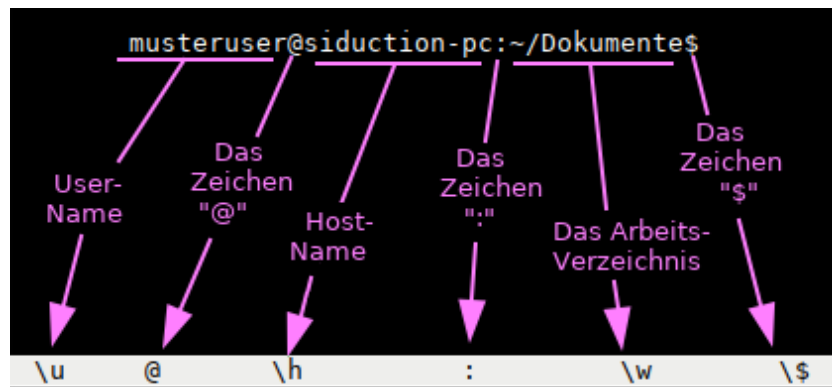 musteruser@siduction-pc:~/Dokumente$
User-
Name
Das
Zeichen
"@"
Host-
Name
Das
Zeichen
":"
Das Arbeits-
Verzeichnis
Das
Zeichen
"$"
\u @ \h : \w \$